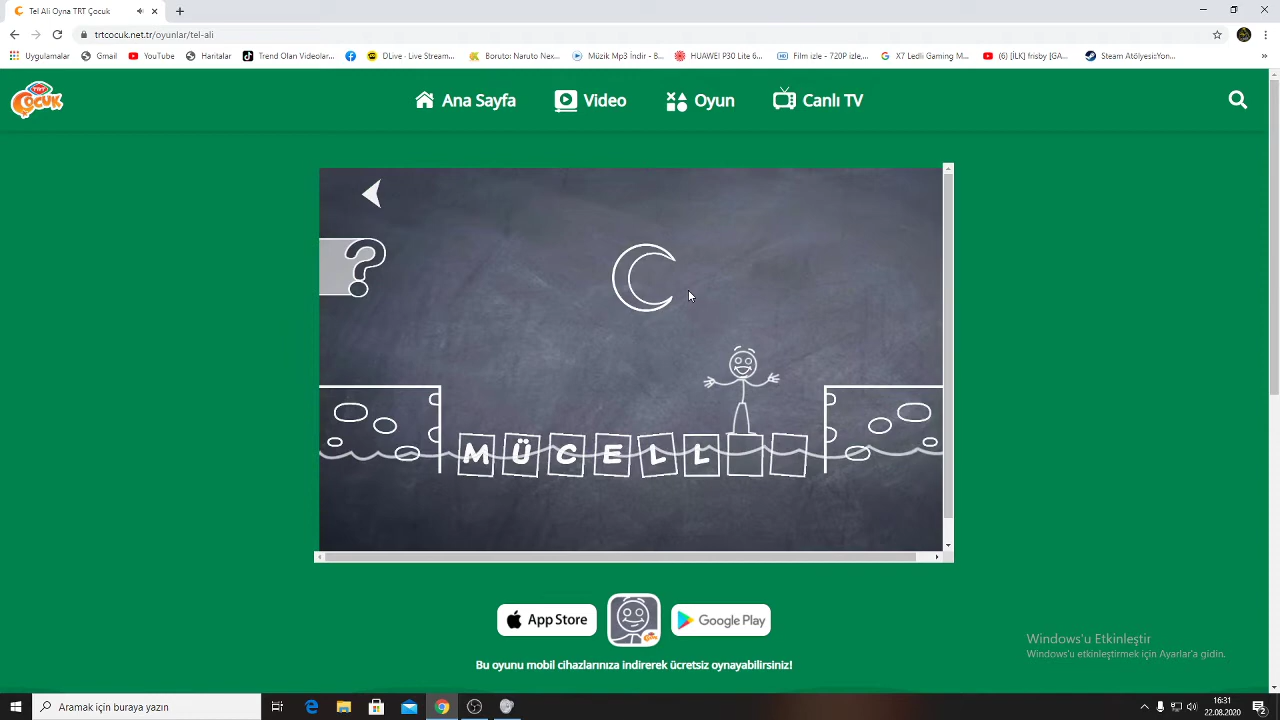 Tel Ali Oyna TRT Çocuk
trtcocuk.net.tr/oyunlar/tel-ali
Uygulamalar Gmail YouTube Haritalar Trend Olan Videolar... DLive - Live Stream... Boruto: Naruto Next... Müzik Mp3 İndir - B... HUAWEI P30 Lite 6... Film izle - 720P izle,... X7 Ledli Gaming M... (6) [İLK] frisby [GA... Steam Atölyesi::Yön...
TRT Çocuk Ana Sayfa Video Oyun Canlı TV
?
M Ü C E L L
App Store Google Play
Bu oyunu mobil cihazlarınıza indirerek ücretsiz oynayabilirsiniz!
Windows'u Etkinleştir
Windows'u etkinleştirmek için Ayarlar'a gidin.
Aramak için buraya yazın
16:31
22.08.2020
2